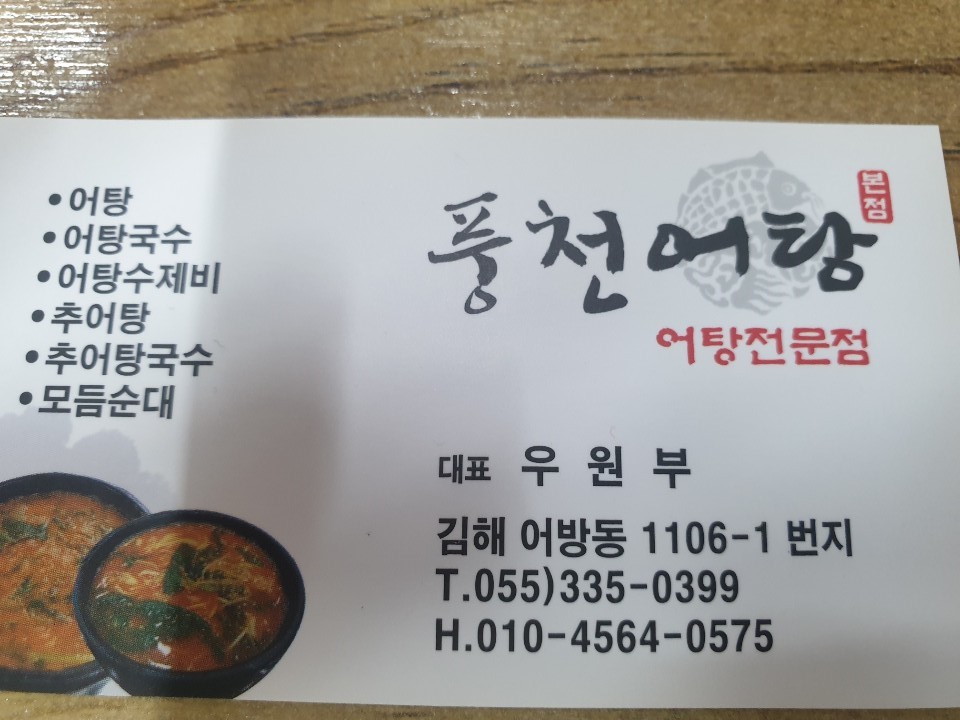 • 어탕
• 어탕국수
• 어탕수제비
• 추어탕
• 추어탕국수
• 모듬순대
풍천어탕
본점
어탕전문점
대표 우 원 부
김해 어방동 1106-1 번지
T.055)335-0399
H.010-4564-0575